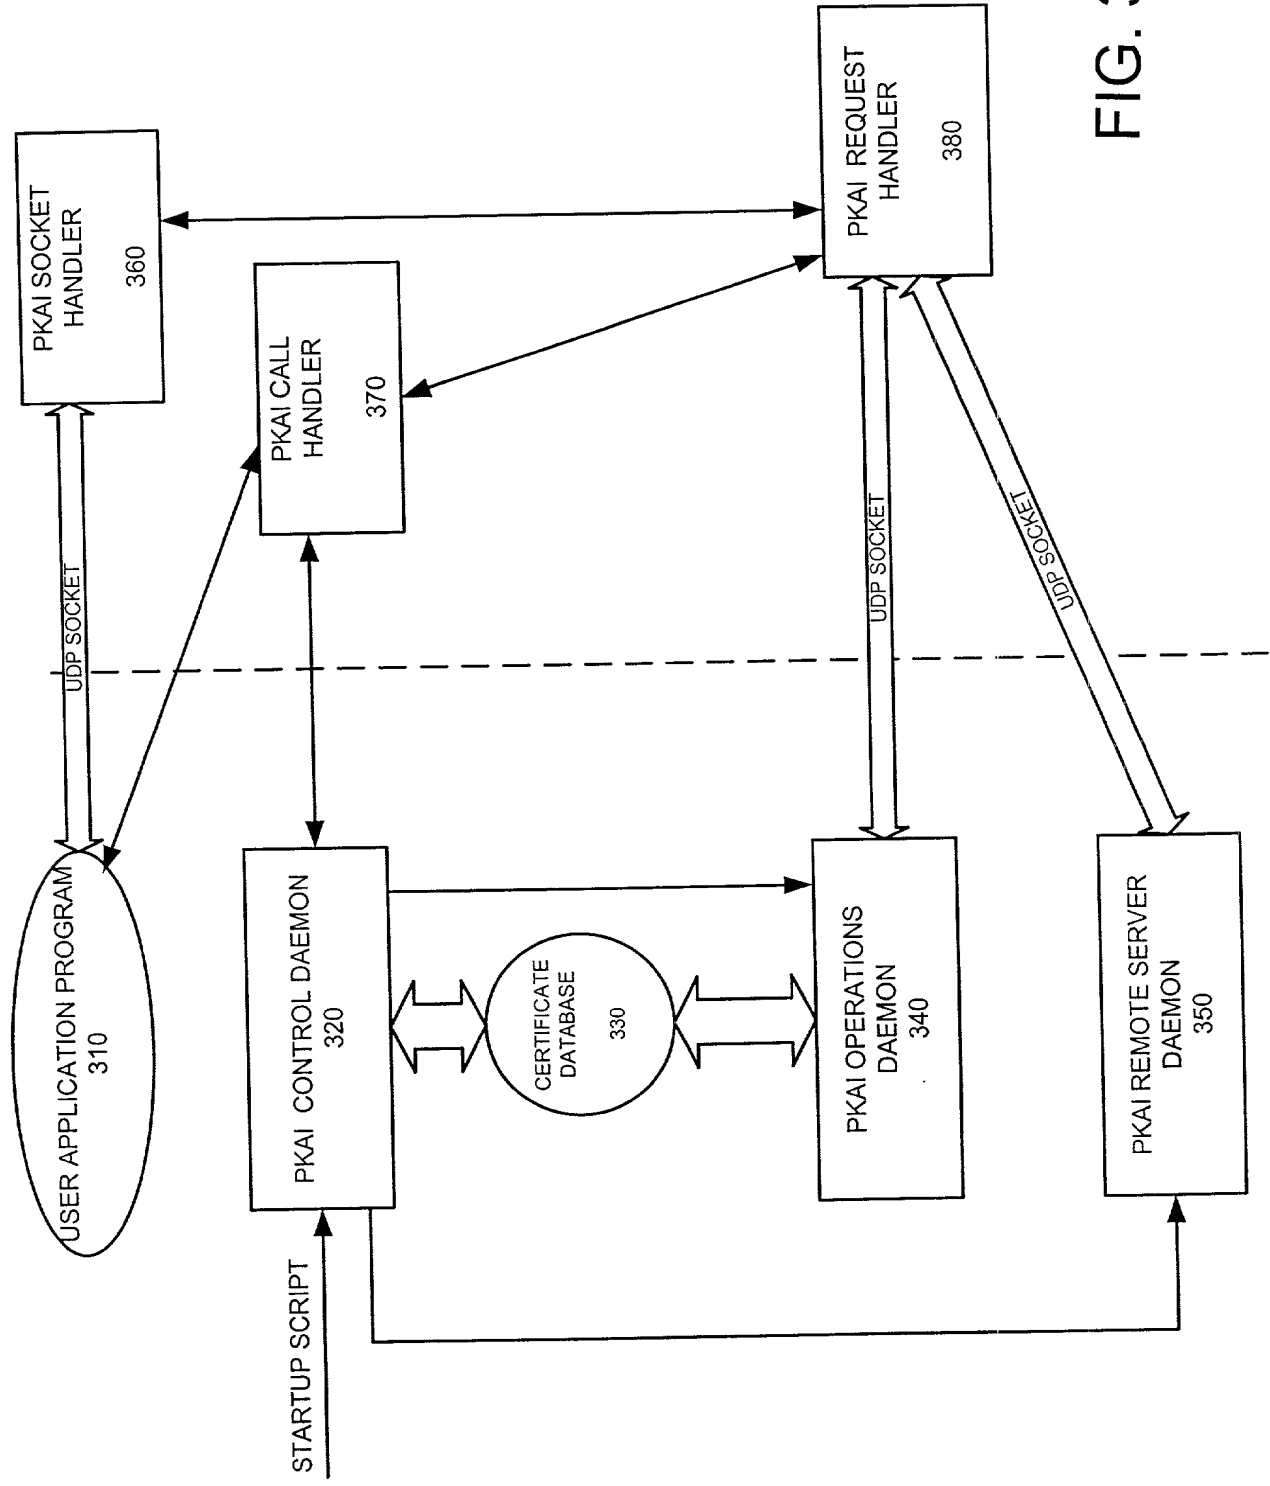 USER APPLICATION PROGRAM
310
UDP SOCKET
PKAI SOCKET
HANDLER
360
STARTUP SCRIPT
PKAI CONTROL DAEMON
320
PKAI CALL
HANDLER
370
CERTIFICATE
DATABASE
330
PKAI OPERATIONS
DAEMON
340
UDP SOCKET
PKAI REQUEST
HANDLER
380
UDP SOCKET
PKAI REMOTE SERVER
DAEMON
350
FIG.